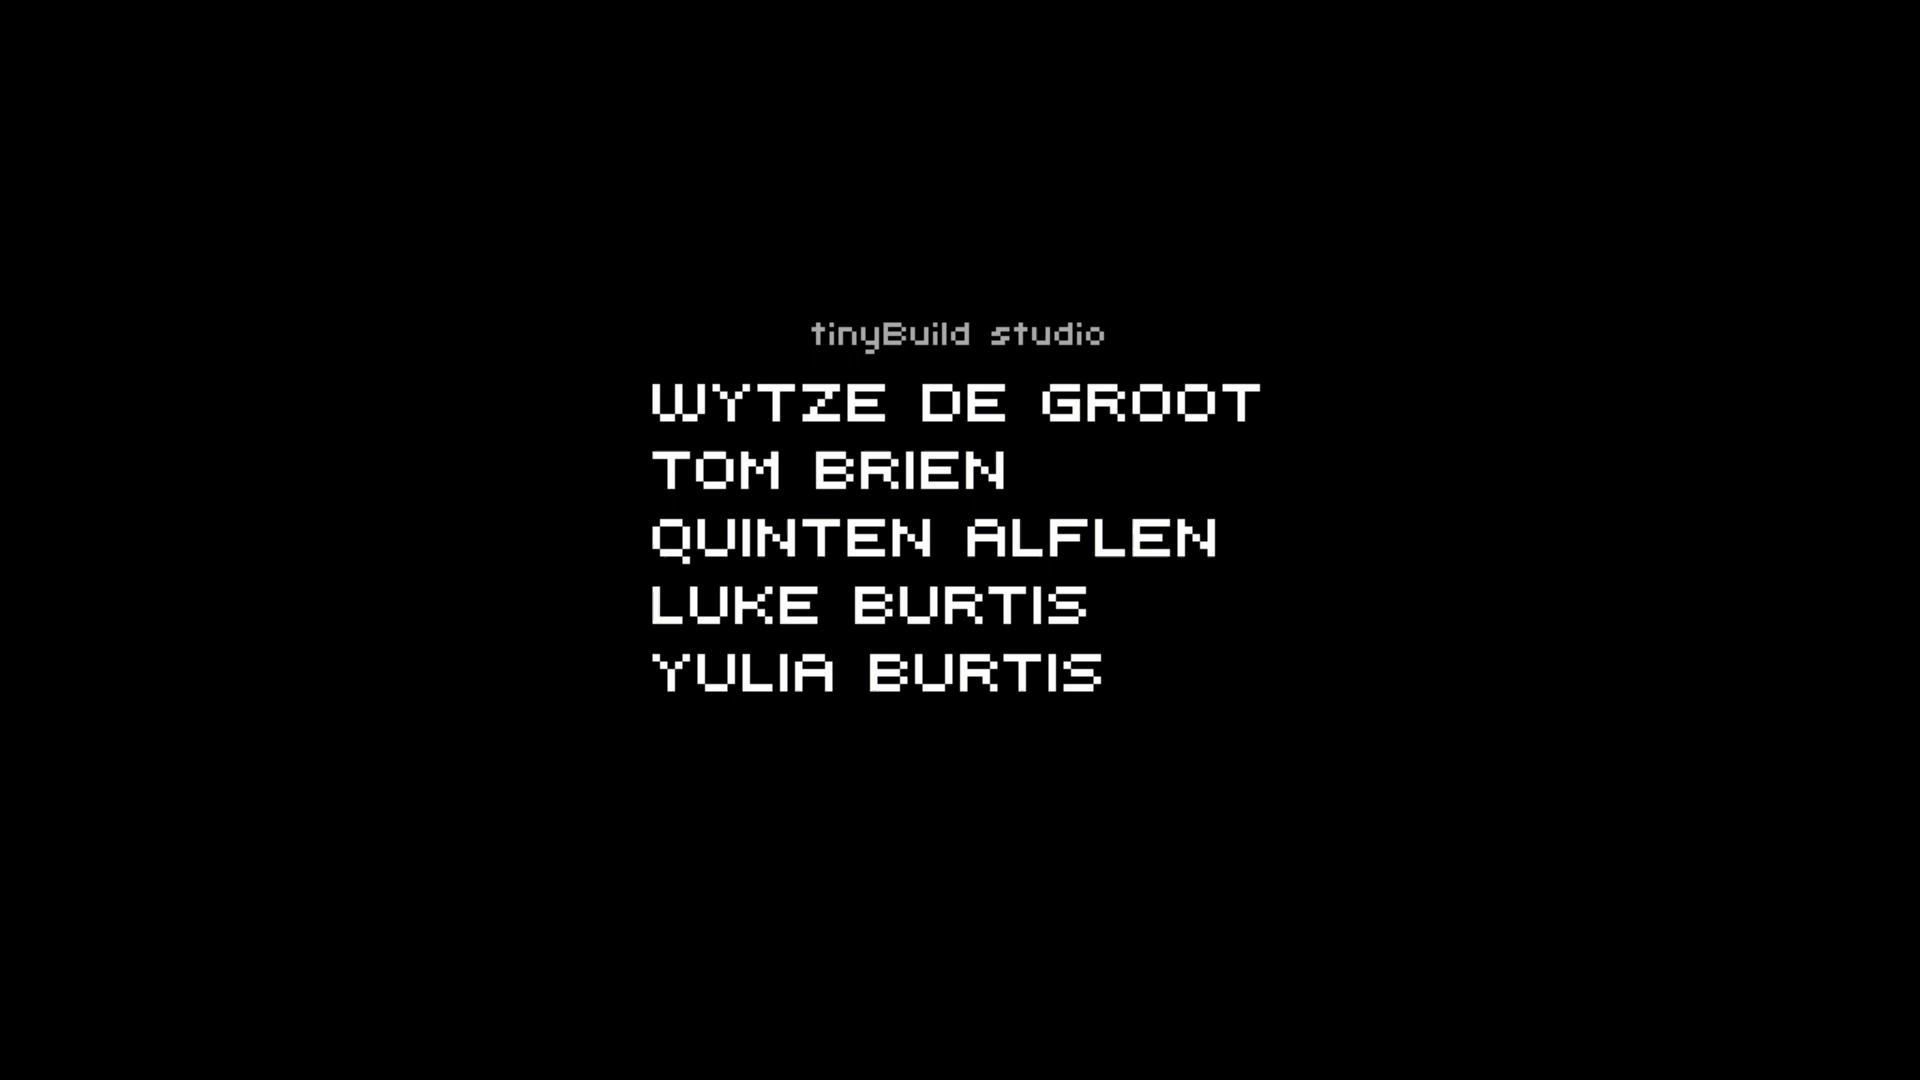 tinyBuild studio
WYTZE DE GROOT
TOM BRIEN
QUINTEN ALFLEN
LUKE BURTIS
YULIA BURTIS